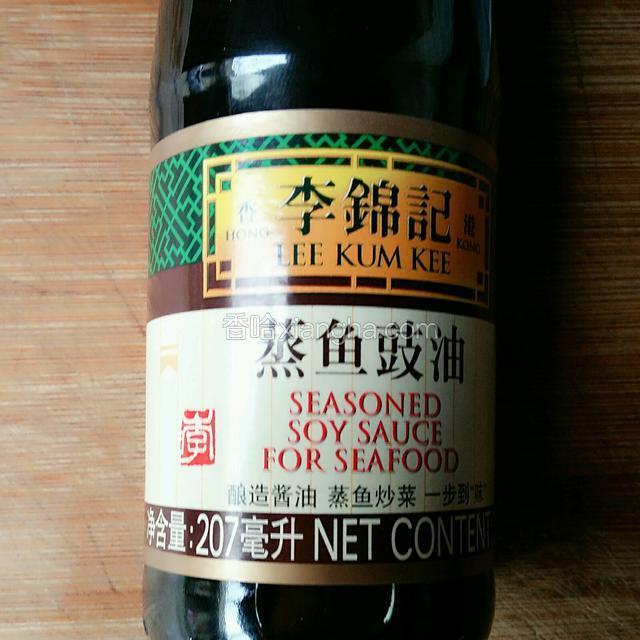 香 李錦記 港
HONG KONG
LEE KUM KEE
香哈xiangha.com
蒸鱼豉油
SEASONED
SOY SAUCE
FOR SEAFOOD
李
酿造酱油 蒸鱼炒菜 一步到"味"
净含量:207毫升 NET CONTENT